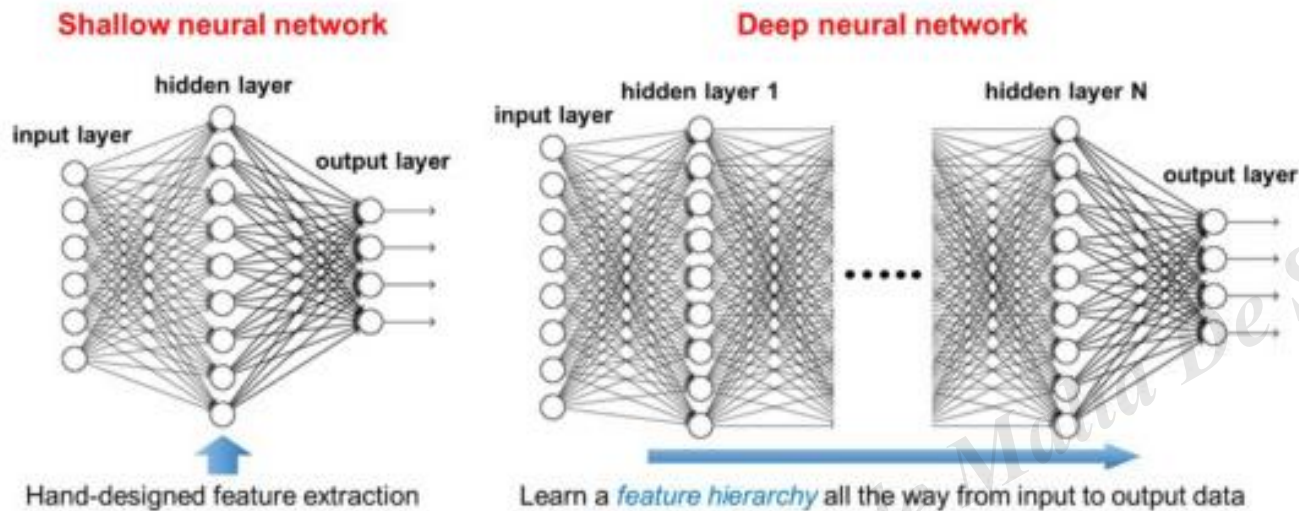 Shallow neural network
hidden layer
input layer
output layer
Hand-designed feature extraction
Deep neural network
hidden layer 1
hidden layer N
input layer
output layer
Learn a feature hierarchy all the way from input to output data